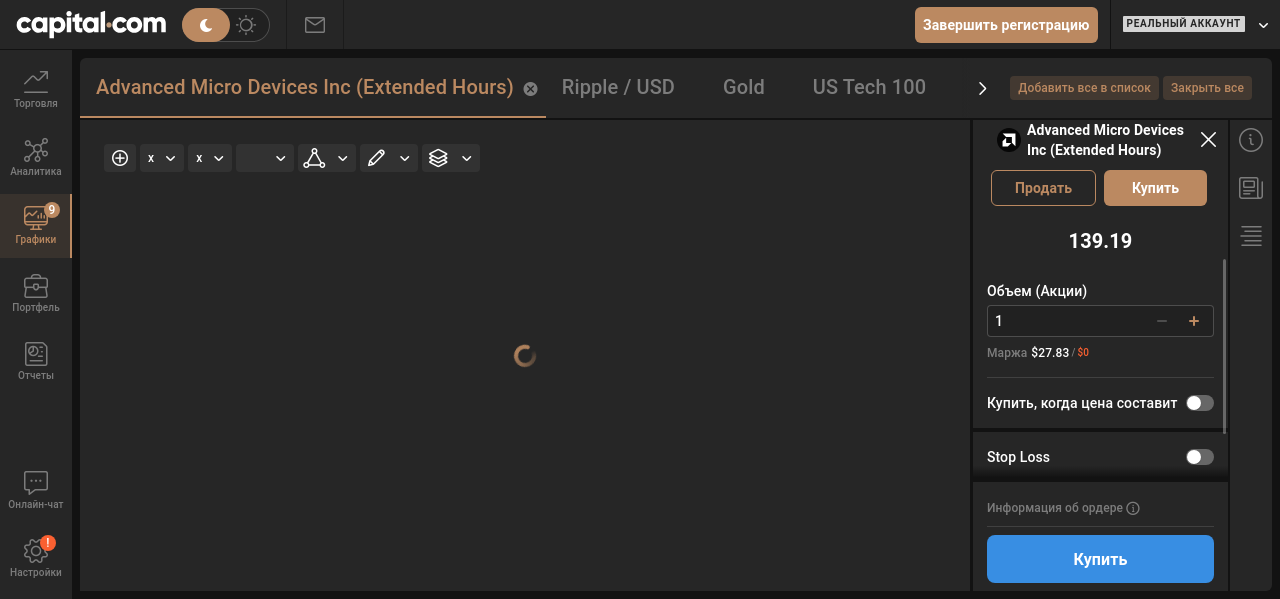 capital.com
Завершить регистрацию
РЕАЛЬНЫЙ АККАУНТ
Торговля
Аналитика
9
Графики
Портфель
Отчеты
Онлайн-чат
!
Настройки
Advanced Micro Devices Inc (Extended Hours)
Ripple / USD
Gold
US Tech 100
Добавить все в список
Закрыть все
x
x
Advanced Micro Devices
Inc (Extended Hours)
Продать
Купить
139.19
Объем (Акции)
1
Маржа $27.83 / $0
Купить, когда цена составит
Stop Loss
Информация об ордере
Купить